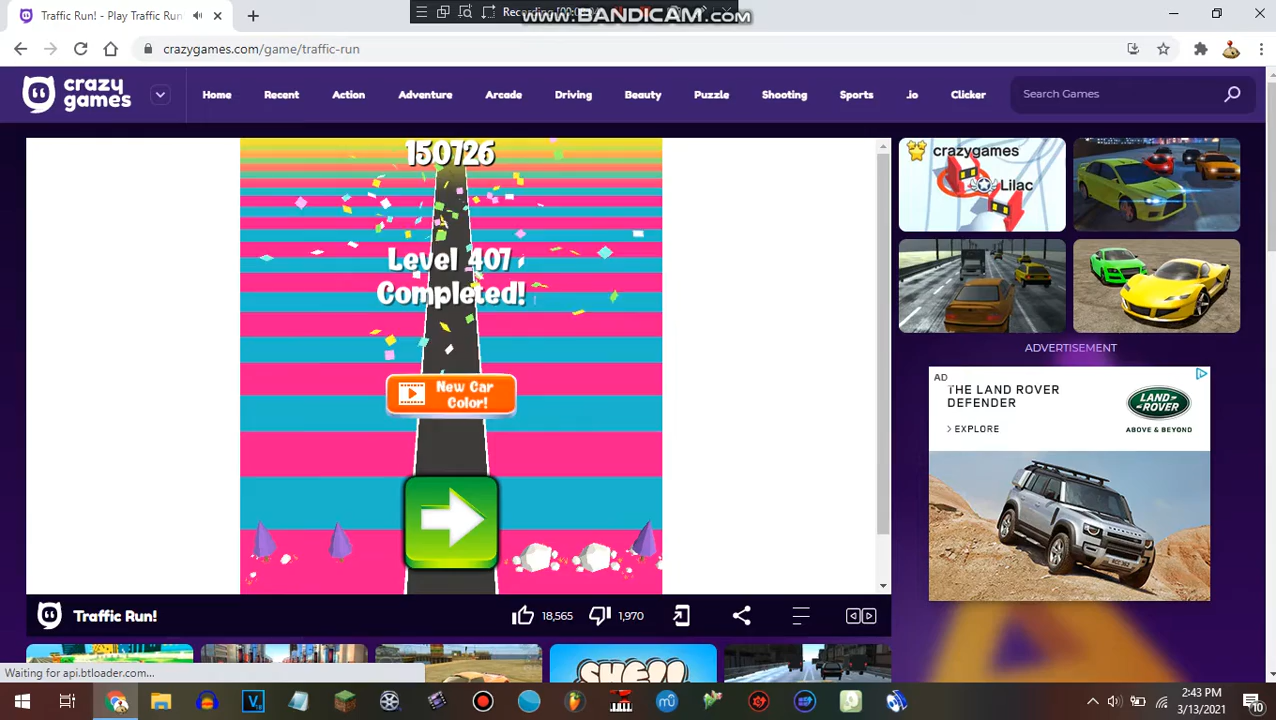 Traffic Run! - Play Traffic Run!
Recording
www.BANDICAM.com
crazygames.com/game/traffic-run
crazy
games
Home
Recent
Action
Adventure
Arcade
Driving
Beauty
Puzzle
Shooting
Sports
.io
Clicker
Search Games
150726
Level 407
Completed!
New Car
Color!
crazygames
Lilac
ADVERTISEMENT
AD
THE LAND ROVER
DEFENDER
> EXPLORE
LAND-
ROVER
ABOVE & BEYOND
Traffic Run!
18,565
1,970
Waiting for api.btloader.com...
2:43 PM
3/13/2021
10